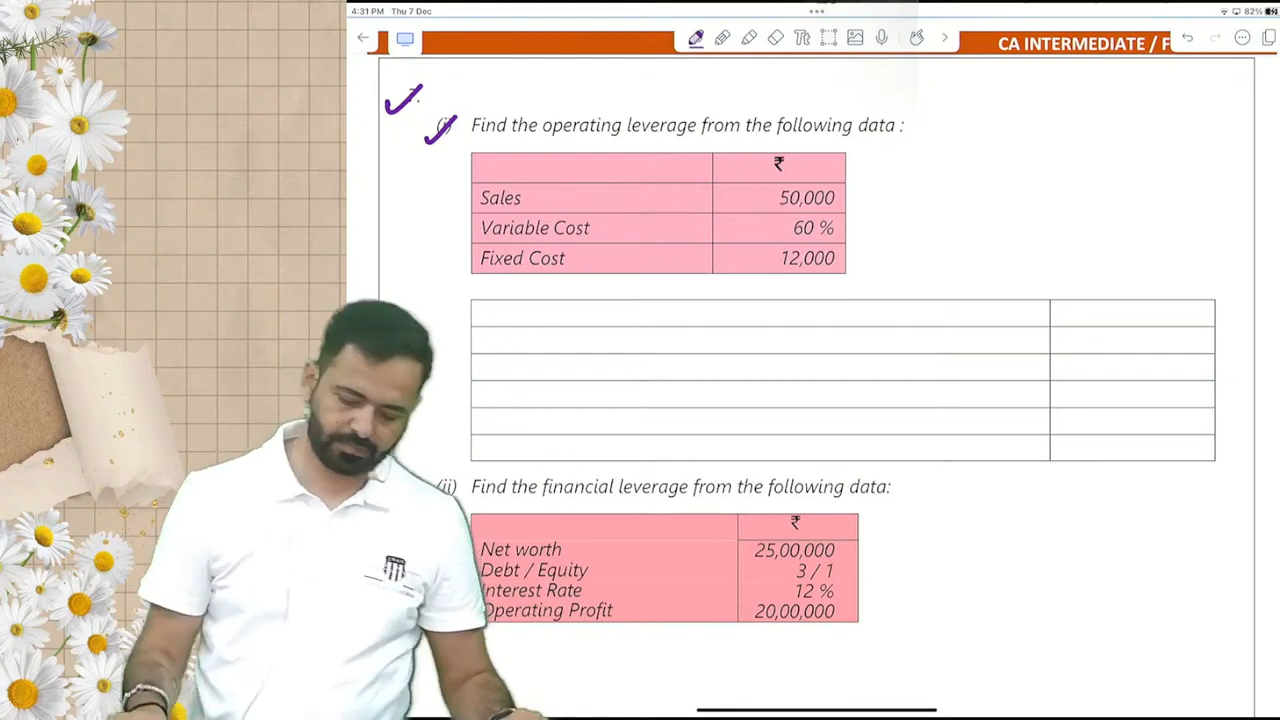 4:31 PM Thu 7 Dec
82%
CA INTERMEDIATE / F
(i) Find the operating leverage from the following data :
₹
Sales 50,000
Variable Cost 60 %
Fixed Cost 12,000
(ii) Find the financial leverage from the following data:
₹
Net worth 25,00,000
Debt / Equity 3 / 1
Interest Rate 12 %
Operating Profit 20,00,000